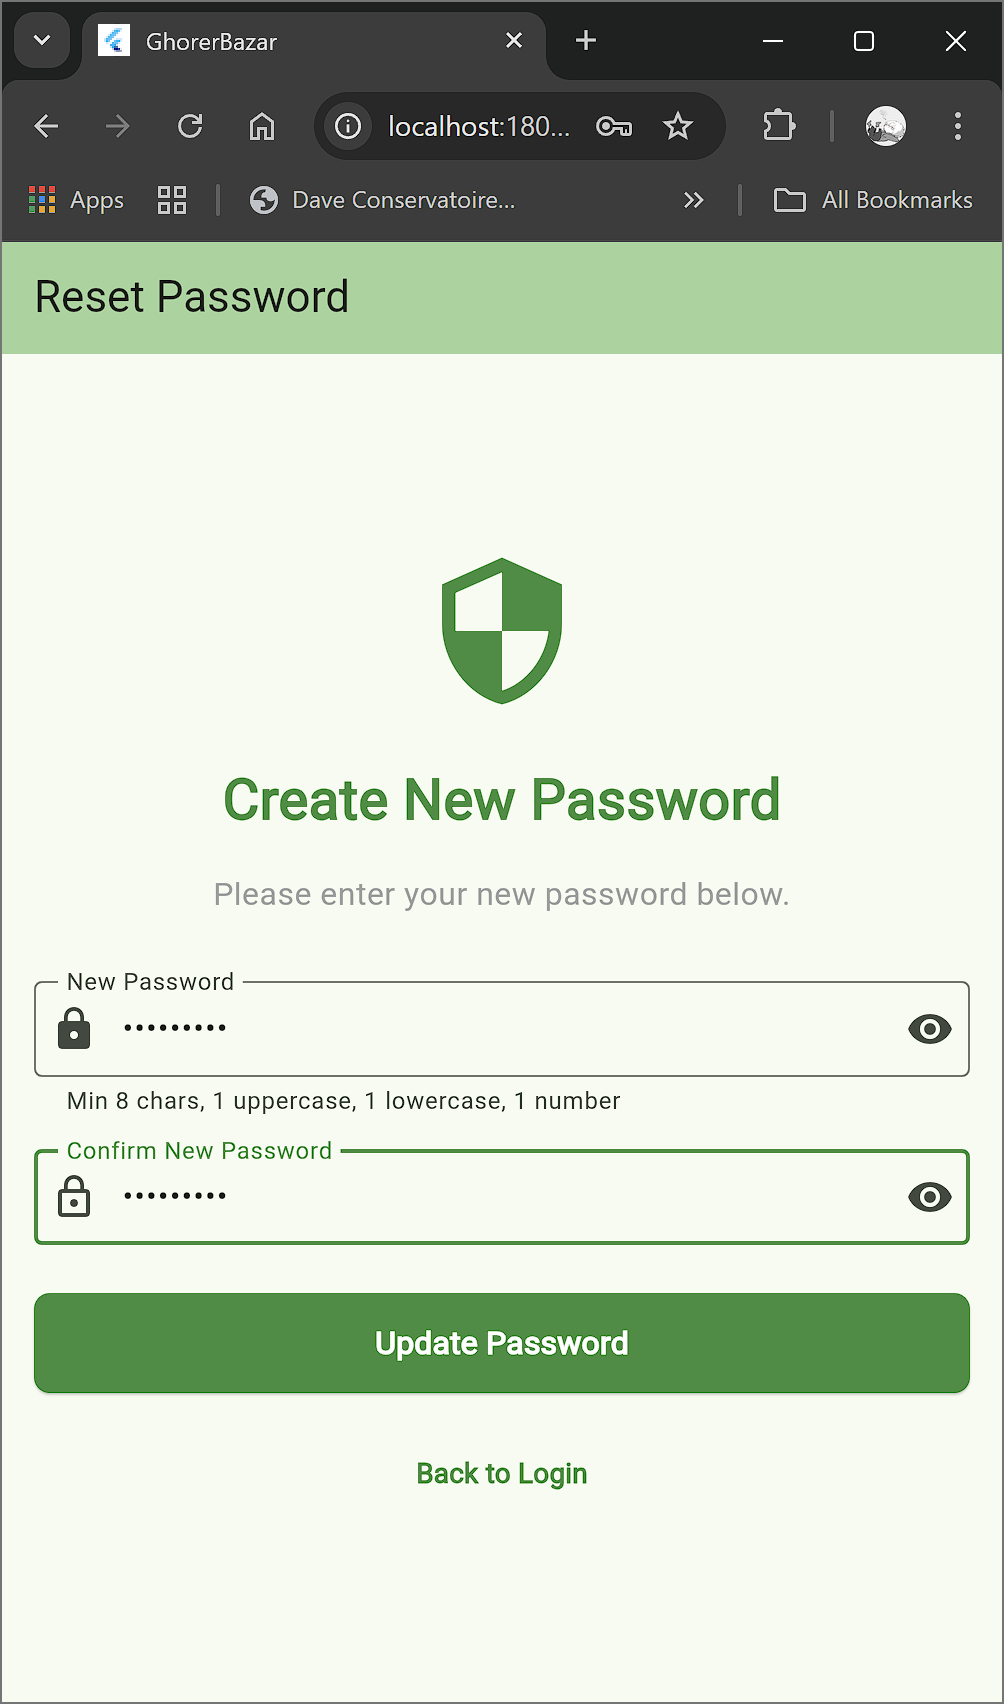 GhorerBazar
localhost:180...
Apps
Dave Conservatoire...
All Bookmarks
Reset Password
Create New Password
Please enter your new password below.
New Password
•••••••••
Min 8 chars, 1 uppercase, 1 lowercase, 1 number
Confirm New Password
•••••••••
Update Password
Back to Login